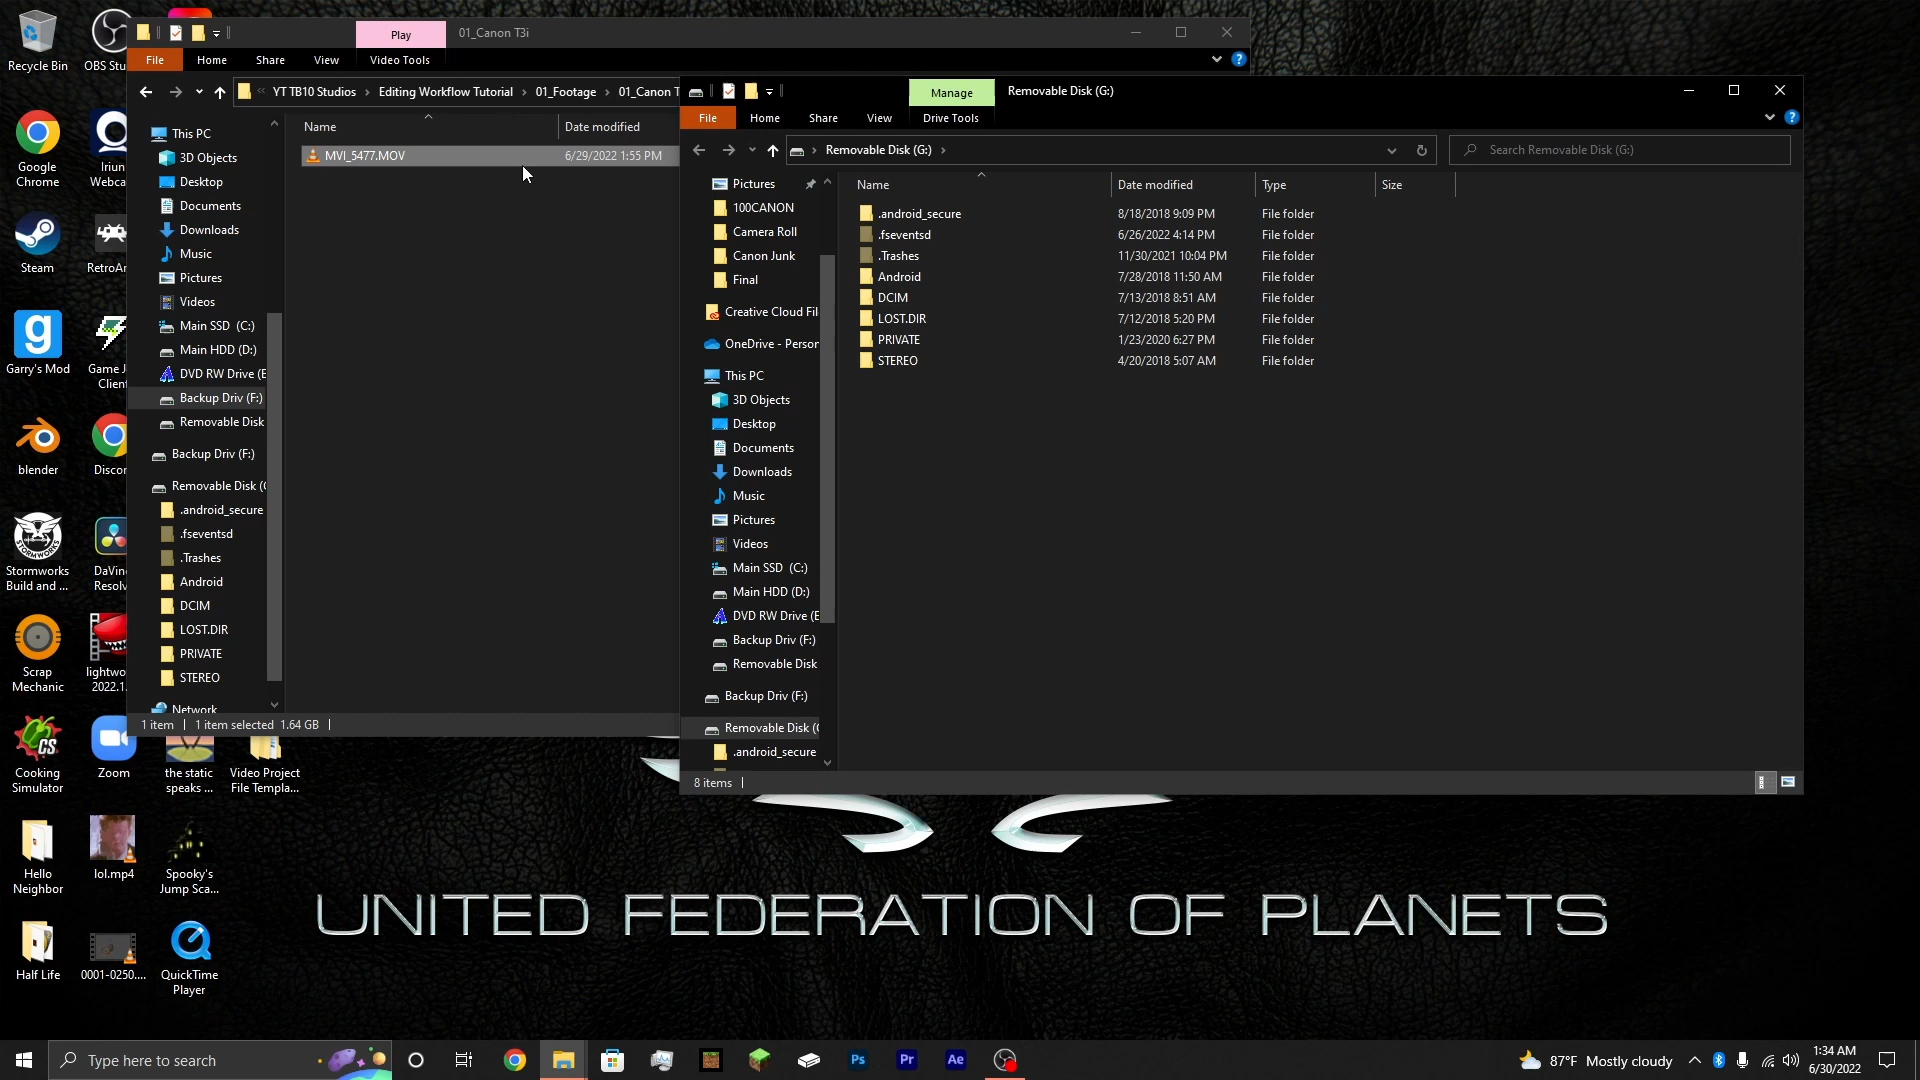 Recycle Bin
OBS Stu
Play
01_Canon T3i
File
Home
Share
View
Video Tools
YT TB10 Studios
Editing Workflow Tutorial
01_Footage
01_Canon T
Name
Date modified
MVI_5477.MOV
6/29/2022 1:55 PM
This PC
3D Objects
Desktop
Documents
Downloads
Music
Pictures
Videos
Main SSD (C:)
Main HDD (D:)
DVD RW Drive (E
Backup Driv (F:)
Removable Disk
Backup Driv (F:)
Removable Disk (
.android_secure
.fseventsd
.Trashes
Android
DCIM
LOST.DIR
PRIVATE
STEREO
Network
1 item
1 item selected 1.64 GB
Manage
Removable Disk (G:)
File
Home
Share
View
Drive Tools
Removable Disk (G:)
Search Removable Disk (G:)
Pictures
100CANON
Camera Roll
Canon Junk
Final
Creative Cloud Fil
OneDrive - Person
This PC
3D Objects
Desktop
Documents
Downloads
Music
Pictures
Videos
Main SSD (C:)
Main HDD (D:)
DVD RW Drive (E
Backup Driv (F:)
Removable Disk
Backup Driv (F:)
Removable Disk (
.android_secure
Name
Date modified
Type
Size
.android_secure 8/18/2018 9:09 PM File folder
.fseventsd 6/26/2022 4:14 PM File folder
.Trashes 11/30/2021 10:04 PM File folder
Android 7/28/2018 11:50 AM File folder
DCIM 7/13/2018 8:51 AM File folder
LOST.DIR 7/12/2018 5:20 PM File folder
PRIVATE 1/23/2020 6:27 PM File folder
STEREO 4/20/2018 5:07 AM File folder
8 items
Google
Chrome
Iriun
Webca
Steam
RetroAr
Garry's Mod
Game J
Client
blender
Discor
Stormworks
Build and ...
DaVin
Resolv
Scrap
Mechanic
lightwo
2022.1.
Cooking
Simulator
Zoom
the static
speaks ...
Video Project
File Templa...
Hello
Neighbor
lol.mp4
Spooky's
Jump Sca...
Half Life
0001-0250....
QuickTime
Player
UNITED FEDERATION OF PLANETS
Type here to search
Ps
Pr
Ae
87°F Mostly cloudy
1:34 AM
6/30/2022